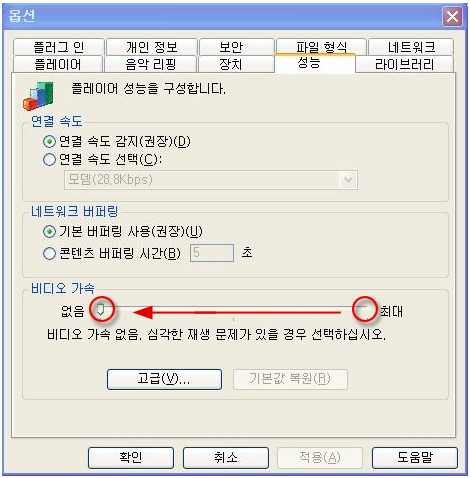 옵션
플러그 인 개인 정보 보안 파일 형식 네트워크
플레이어 음악 리핑 장치 성능 라이브러리
플레이어 성능을 구성합니다.
연결 속도
연결 속도 감지(권장)(D)
연결 속도 선택(C):
모뎀(28.8Kbps)
네트워크 버퍼링
기본 버퍼링 사용(권장)(U)
콘텐츠 버퍼링 시간(B) 5 초
비디오 가속
없음 최대
비디오 가속 없음. 심각한 재생 문제가 있을 경우 선택하십시오.
고급(V)... 기본값 복원(R)
확인 취소 적용(A) 도움말